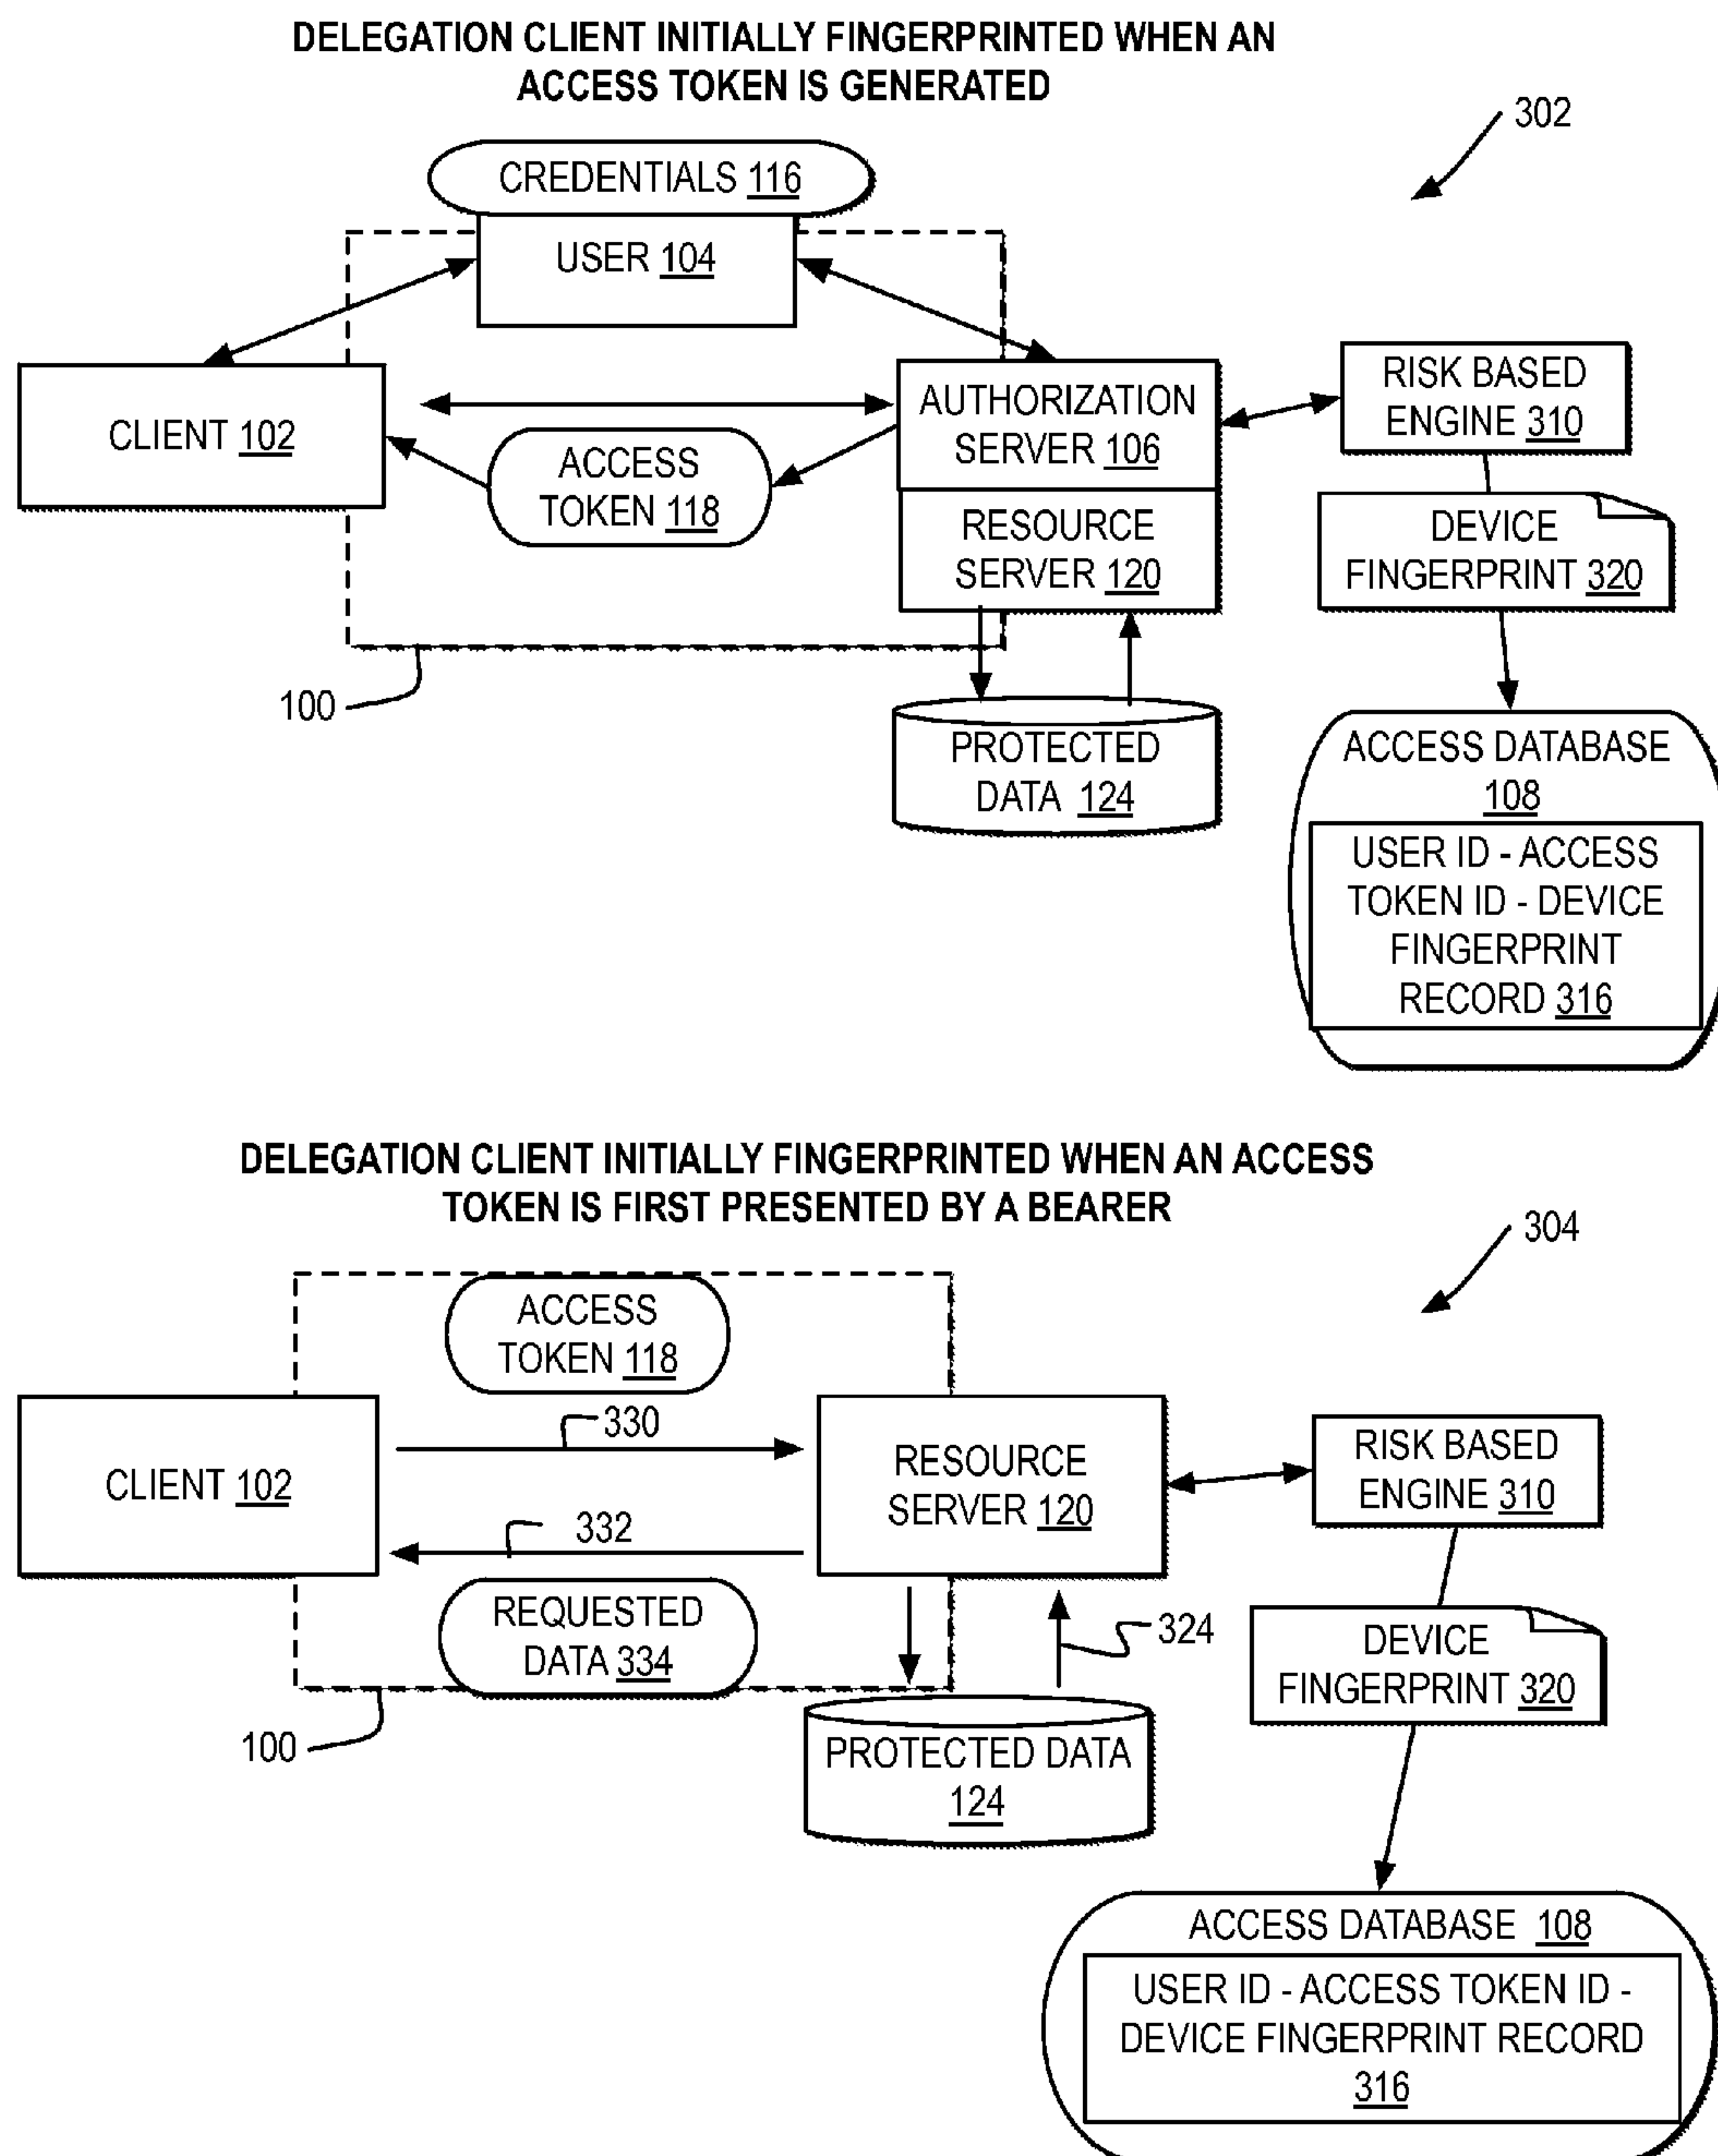 DELEGATION CLIENT INITIALLY FINGERPRINTED WHEN AN
ACCESS TOKEN IS GENERATED
302
CREDENTIALS 116
USER 104
CLIENT 102
ACCESS
TOKEN 118
AUTHORIZATION
SERVER 106
RESOURCE
SERVER 120
RISK BASED
ENGINE 310
DEVICE
FINGERPRINT 320
100
PROTECTED
DATA 124
ACCESS DATABASE
108
USER ID - ACCESS
TOKEN ID - DEVICE
FINGERPRINT
RECORD 316
DELEGATION CLIENT INITIALLY FINGERPRINTED WHEN AN ACCESS
TOKEN IS FIRST PRESENTED BY A BEARER
304
ACCESS
TOKEN 118
CLIENT 102
330
332
RESOURCE
SERVER 120
RISK BASED
ENGINE 310
REQUESTED
DATA 334
324
DEVICE
FINGERPRINT 320
100
PROTECTED DATA
124
ACCESS DATABASE 108
USER ID - ACCESS TOKEN ID -
DEVICE FINGERPRINT RECORD
316